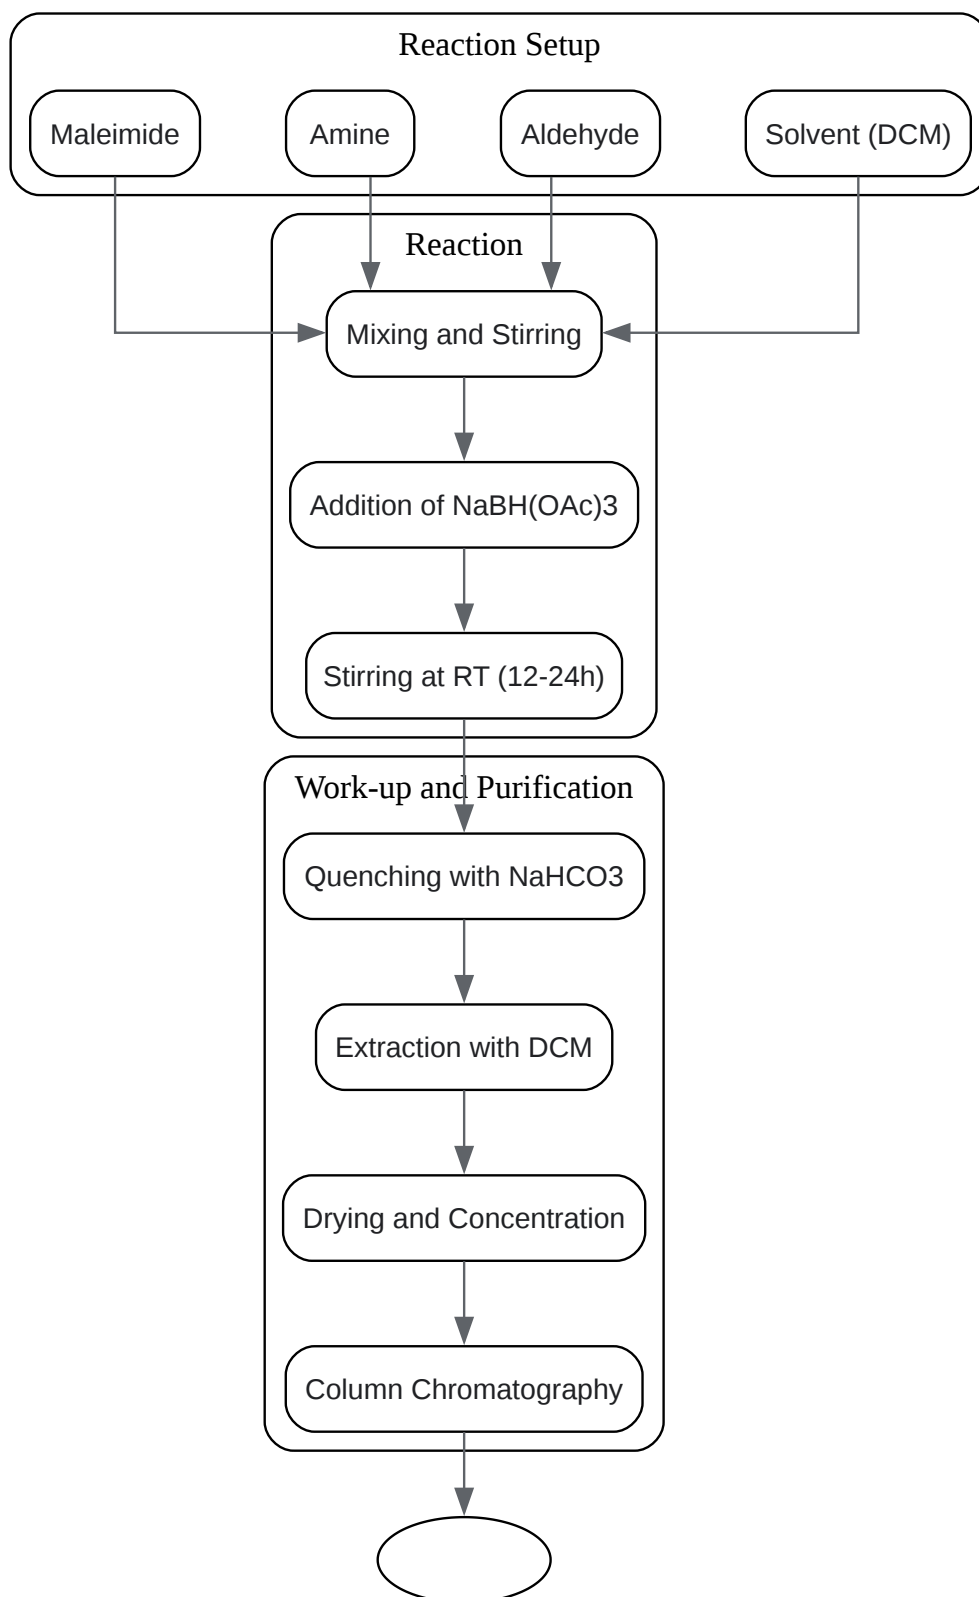 Reaction Setup
Maleimide
Amine
Aldehyde
Solvent (DCM)
Reaction
Mixing and Stirring
Addition of NaBH(OAc)3
Stirring at RT (12-24h)
Work-up and Purification
Quenching with NaHCO3
Extraction with DCM
Drying and Concentration
Column Chromatography